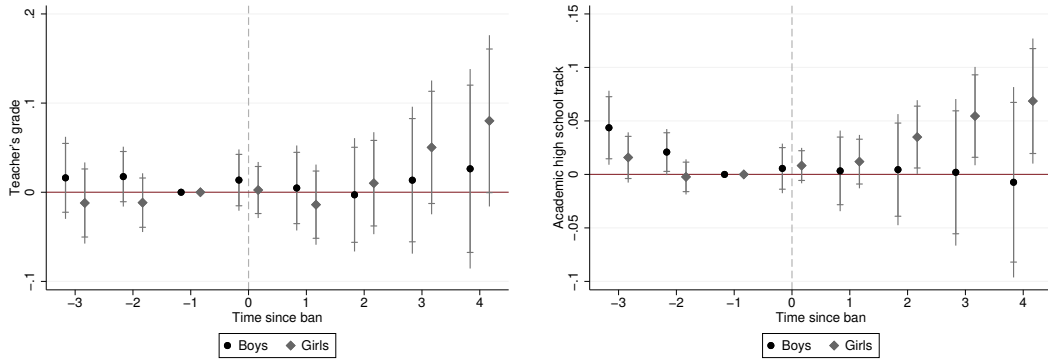 Teacher's grade
.2
.1
0
-.1
−3 −2 −1 0 1 2 3 4
Time since ban
Boys Girls
Academic high school track
.15
.1
.05
0
-.05
-.1
−3 −2 −1 0 1 2 3 4
Time since ban
Boys Girls